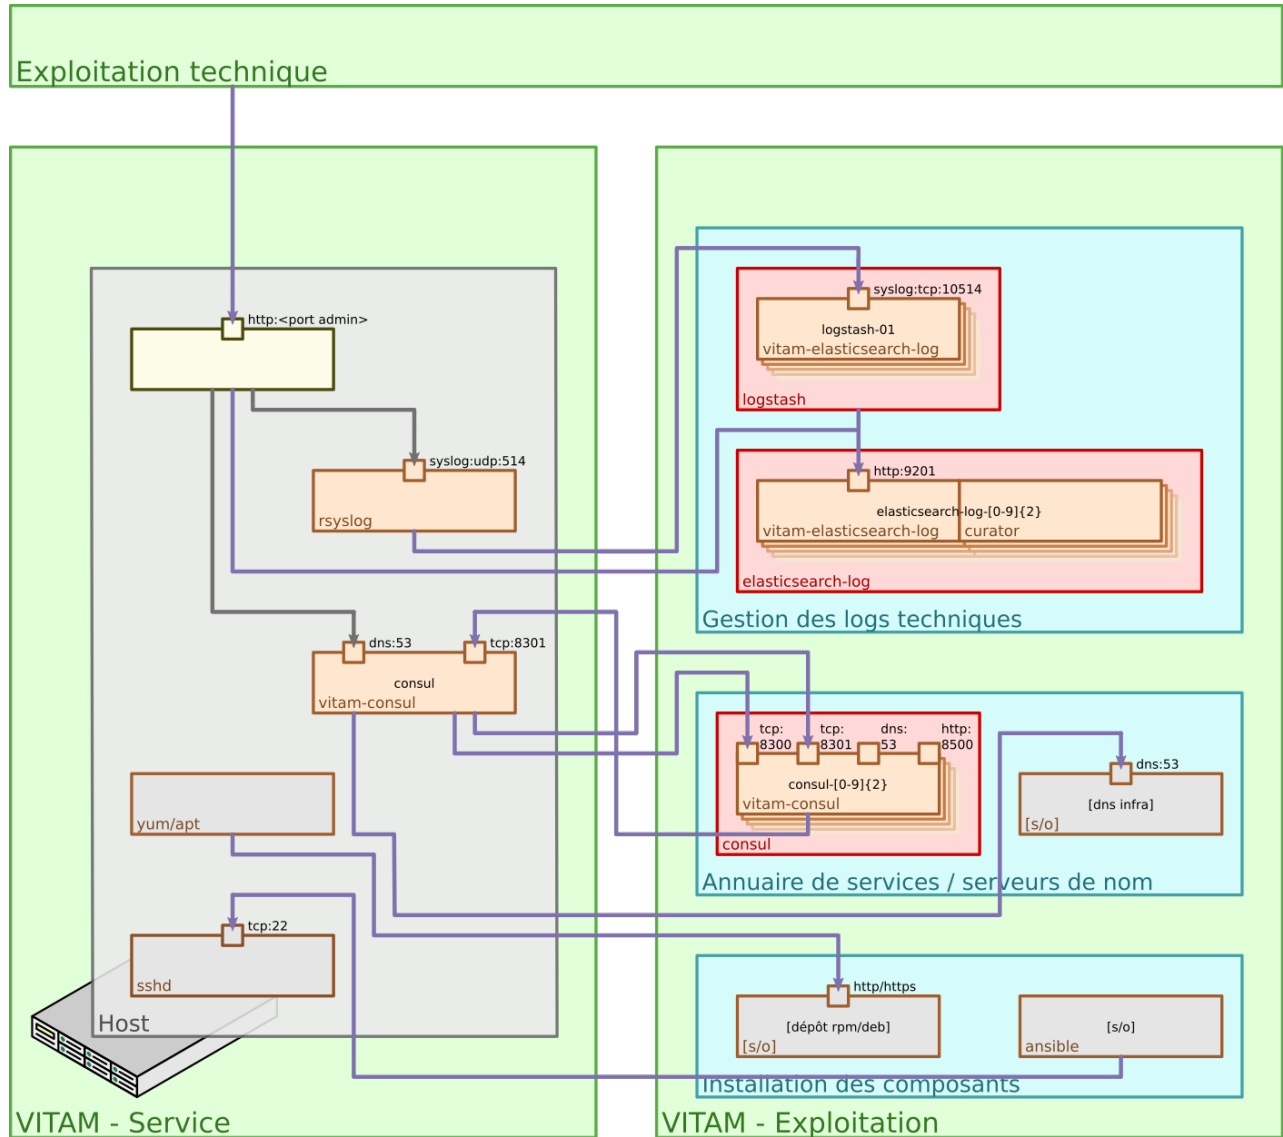 Exploitation technique
http:<port admin>
syslog:udp:514
rsyslog
dns:53
tcp:8301
consul
vitam-consul
yum/apt
tcp:22
sshd
Host
VITAM - Service
syslog:tcp:10514
logstash-01
vitam-elasticsearch-log
logstash
http:9201
elasticsearch-log-[0-9]{2}
vitam-elasticsearch-log
curator
elasticsearch-log
Gestion des logs techniques
tcp:
8300
tcp:
8301
dns:
53
http:
8500
consul-[0-9]{2}
vitam-consul
consul
dns:53
[dns infra]
[s/o]
Annuaire de services / serveurs de nom
http/https
[dépôt rpm/deb]
[s/o]
[s/o]
ansible
Installation des composants
VITAM - Exploitation